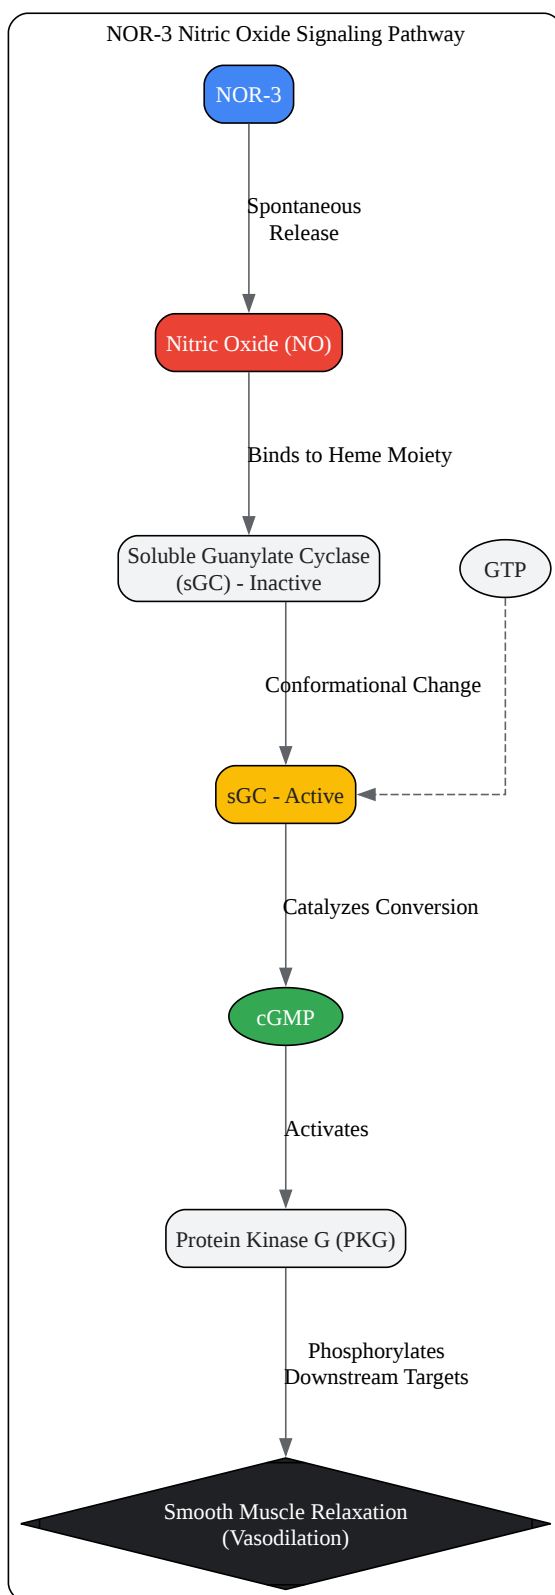 NOR-3 Nitric Oxide Signaling Pathway
NOR-3
Spontaneous
Release
Nitric Oxide (NO)
Binds to Heme Moiety
Soluble Guanylate Cyclase
(sGC) - Inactive
GTP
Conformational Change
sGC - Active
Catalyzes Conversion
cGMP
Activates
Protein Kinase G (PKG)
Phosphorylates
Downstream Targets
Smooth Muscle Relaxation
(Vasodilation)